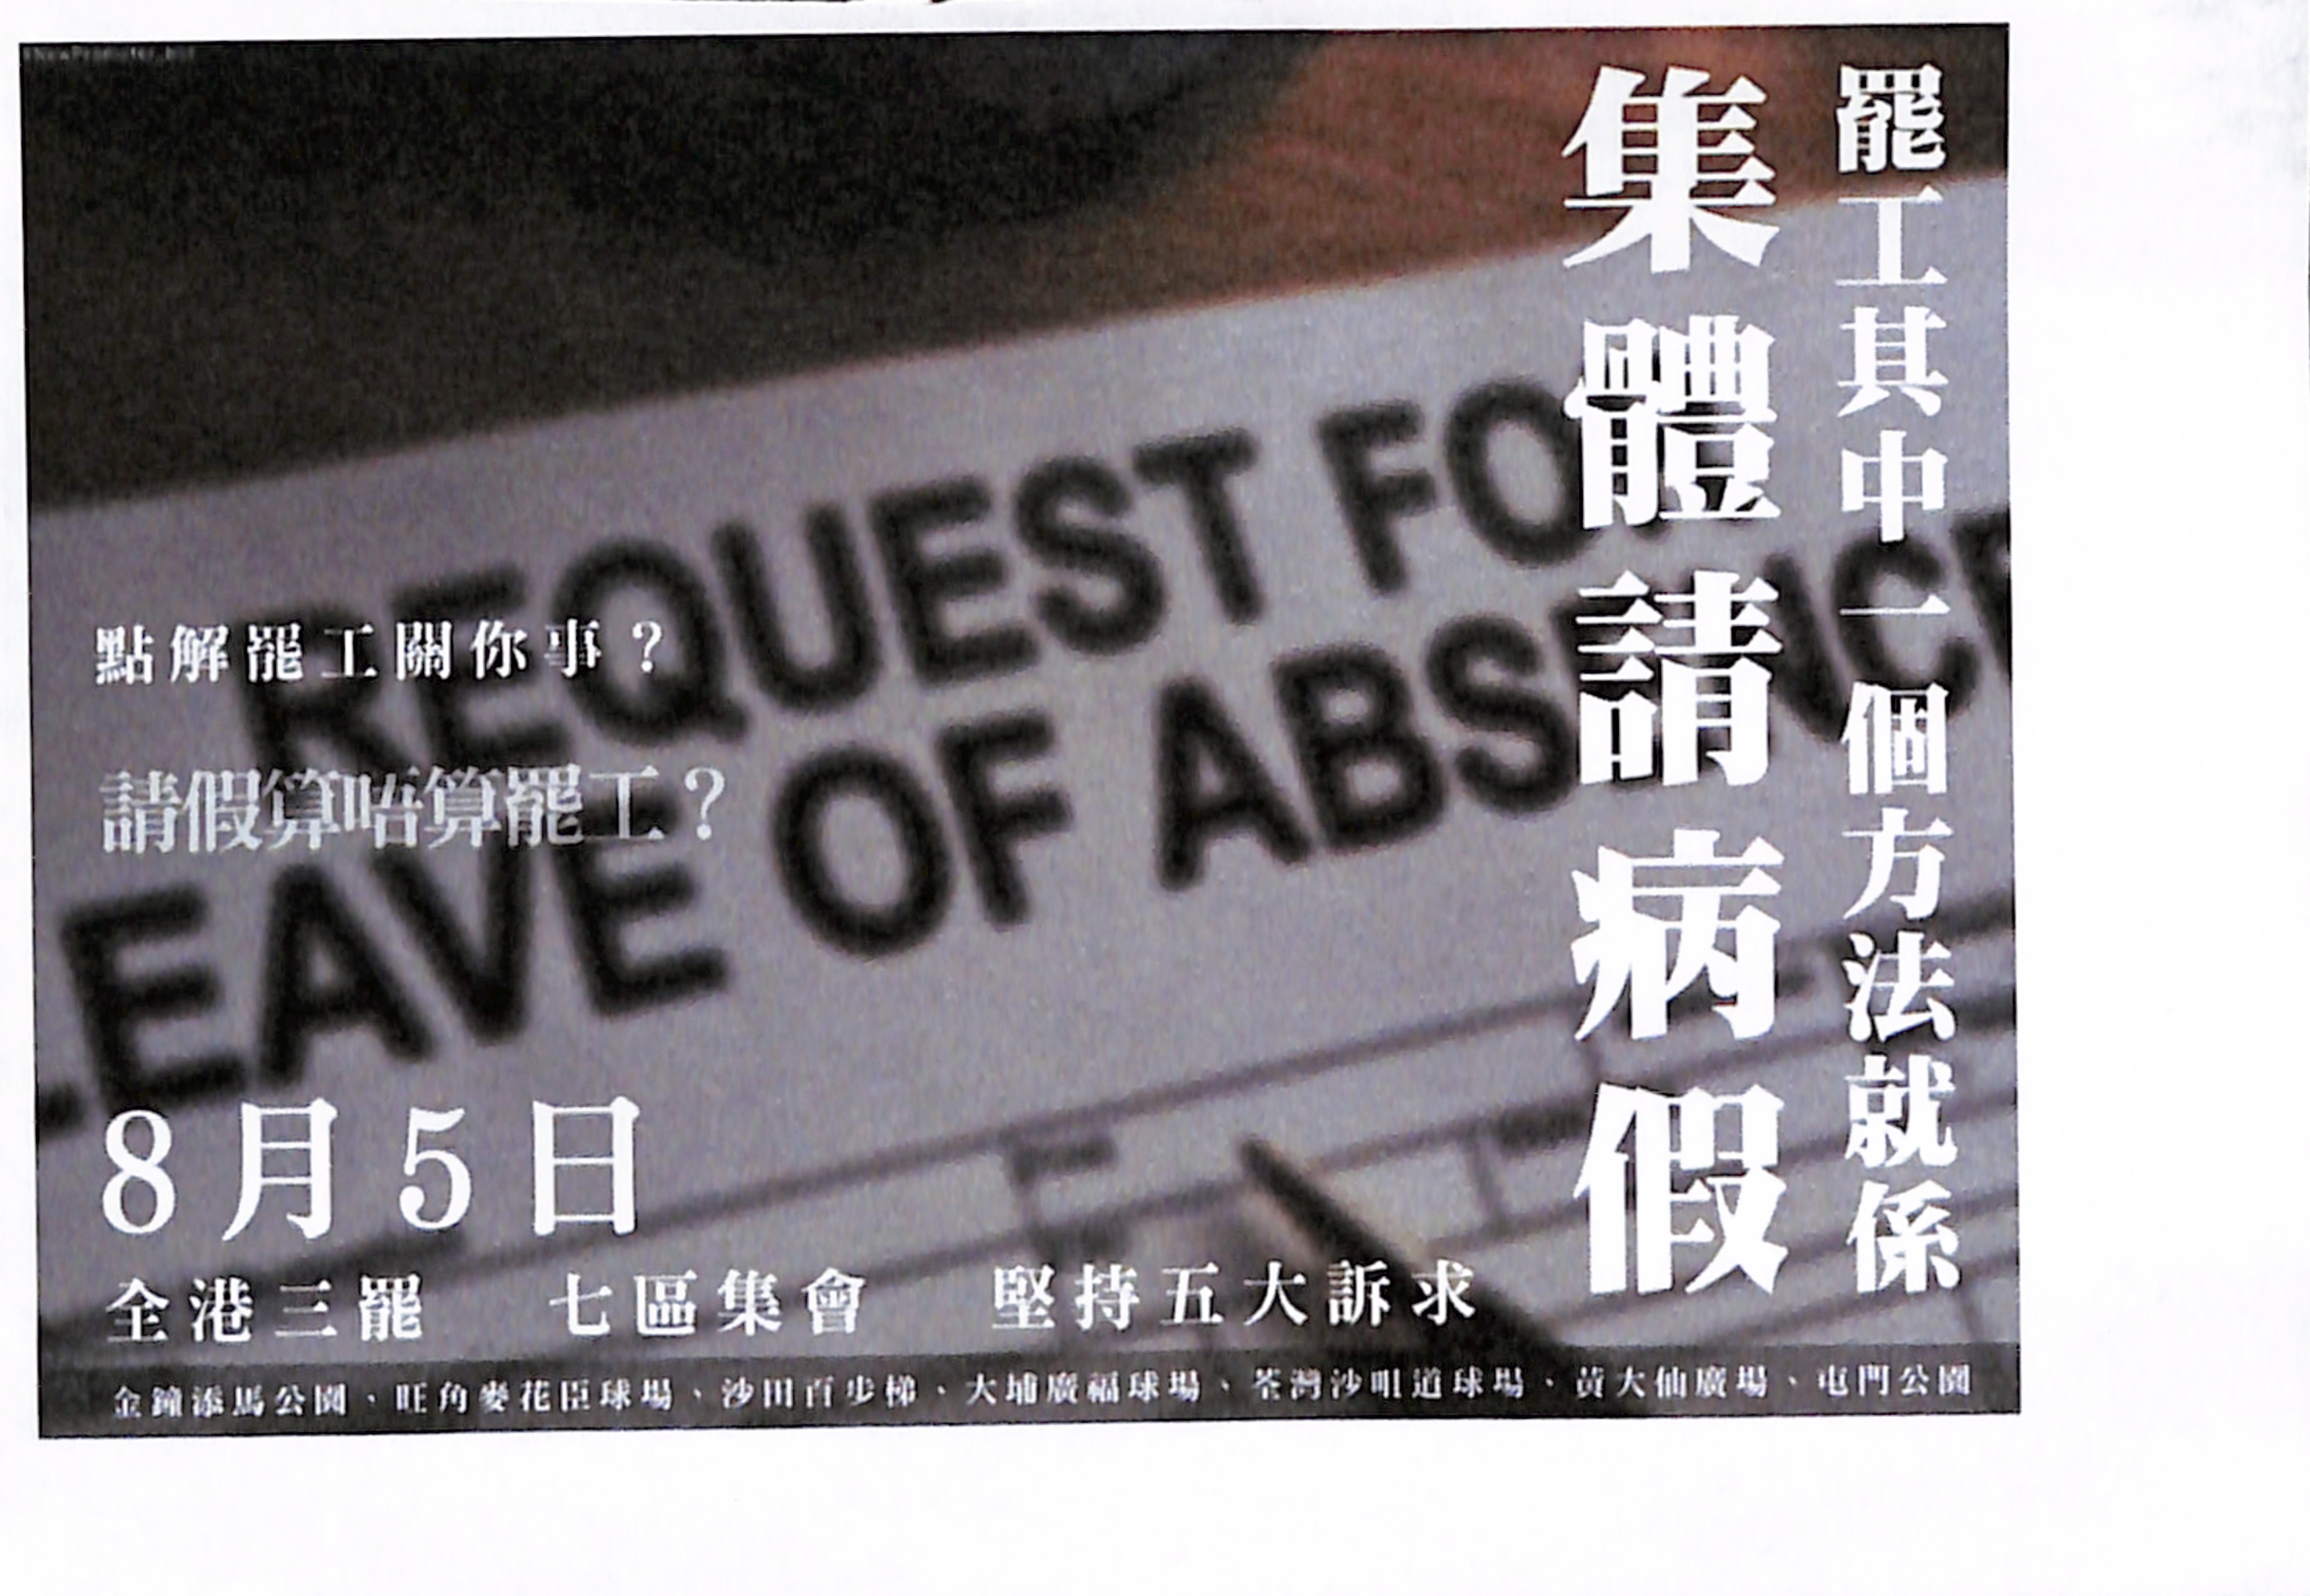 罷工其中一個方法就係
集體請病假
REQUEST FO
LEAVE OF ABSENCE
點解罷工關你事？
請假算唔算罷工？
8月5日
全港三罷 七區集會 堅持五大訴求
金鐘添馬公園、旺角麥花臣球場、沙田百步梯、大埔廣福球場、荃灣沙咀道球場、黃大仙廣場、屯門公園